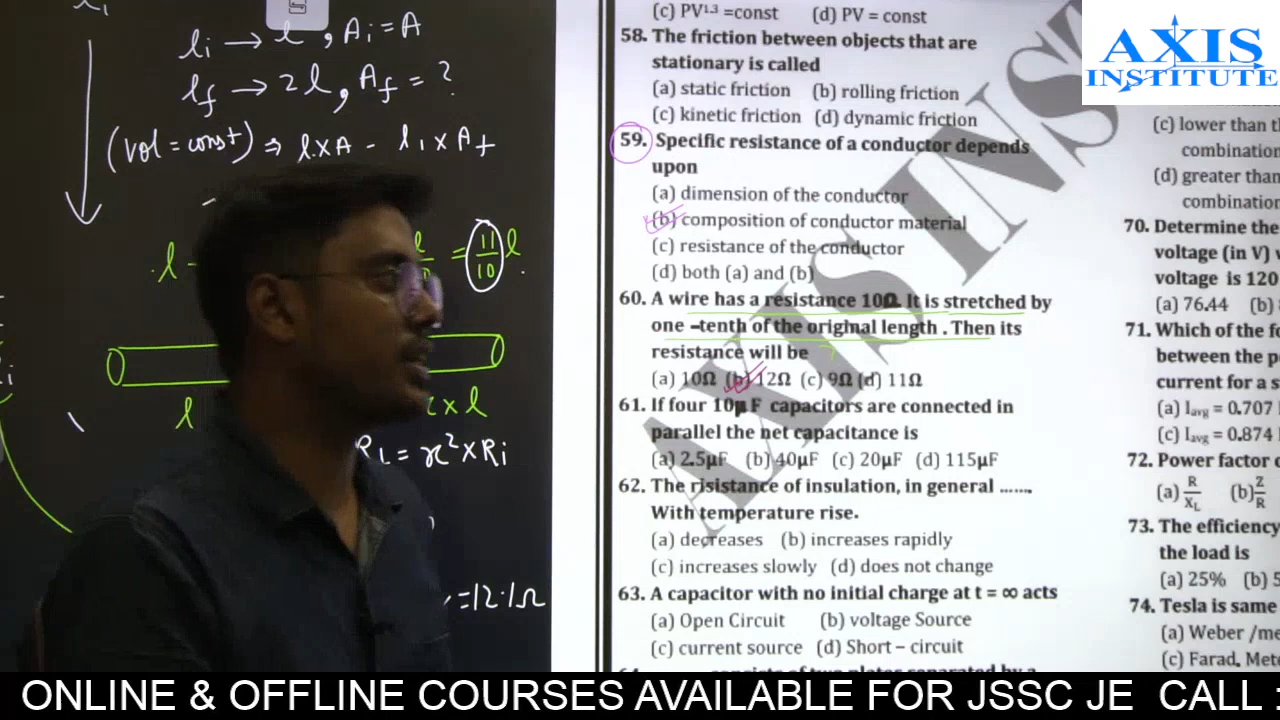 lᵢ → l , Aᵢ = A
l_f → 2l, A_f = ?
(vol = const) ⇒ l×A - l₁ × A_f
l
= 11/10 l
l
× l
= x² × Rᵢ
=12.1Ω
(c) PV¹·³ =const (d) PV = const
58. The friction between objects that are
stationary is called
(a) static friction (b) rolling friction
(c) kinetic friction (d) dynamic friction
59. Specific resistance of a conductor depends
upon
(a) dimension of the conductor
(b) composition of conductor material
(c) resistance of the conductor
(d) both (a) and (b)
60. A wire has a resistance 10Ω. It is stretched by
one –tenth of the original length . Then its
resistance will be ?
(a) 10Ω (b) 12Ω (c) 9Ω (d) 11Ω
61. If four 10μ F capacitors are connected in
parallel the net capacitance is
(a) 2.5μF (b) 40μF (c) 20μF (d) 115μF
62. The risistance of insulation, in general .......
With temperature rise.
(a) decreases (b) increases rapidly
(c) increases slowly (d) does not change
63. A capacitor with no initial charge at t = ∞ acts
(a) Open Circuit (b) voltage Source
(c) current source (d) Short – circuit
AXIS INST
AXIS
INSTITUTE
(c) lower than
combination
(d) greater than
combination
70. Determine the
voltage (in V)
voltage is 120
(a) 76.44 (b)
71. Which of the
between the
current for a
(a) Iavg = 0.707
(c) Iavg = 0.874
72. Power factor
(a) R/X_L (b) Z/R
73. The efficiency
the load is
(a) 25% (b) 5
74. Tesla is same
(a) Weber /me
(c) Farad. Mete
ONLINE & OFFLINE COURSES AVAILABLE FOR JSSC JE CALL :